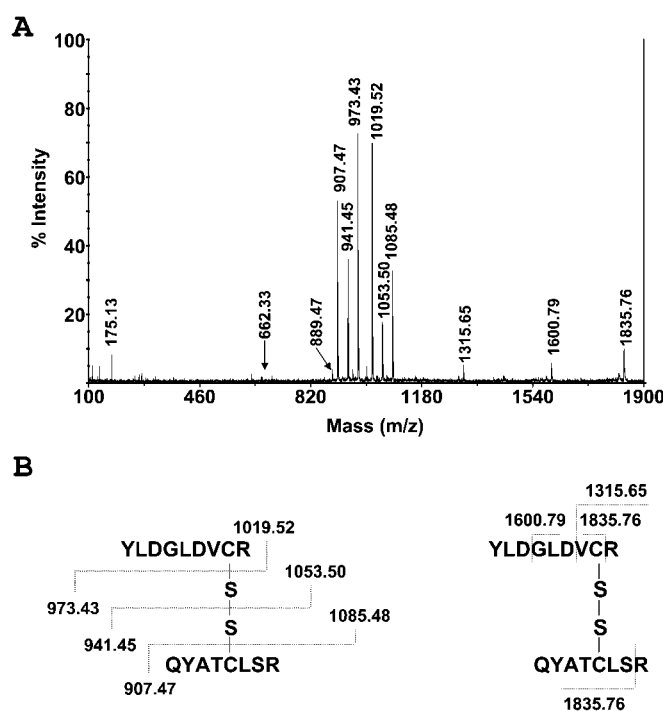 A
100
80
60
40
20
% Intensity
175.13
662.33
889.47
907.47
941.45
973.43
1019.52
1053.50
1085.48
1315.65
1600.79
1835.76
100 460 820 1180 1540 1900
Mass (m/z)
B
1019.52
YLDGLDVCR
S
1053.50
973.43
S
1085.48
941.45
QYATCLSR
907.47
1315.65
1600.79 1835.76
YLDGLDVCR
S
S
QYATCLSR
1835.76